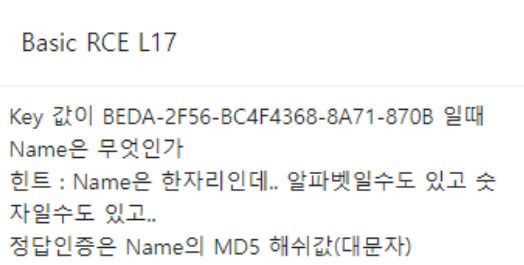 Basic RCE L17
Key 값이 BEDA-2F56-BC4F4368-8A71-870B 일때
Name은 무엇인가
힌트 : Name은 한자리인데.. 알파벳일수도 있고 숫
자일수도 있고..
정답인증은 Name의 MD5 해쉬값(대문자)